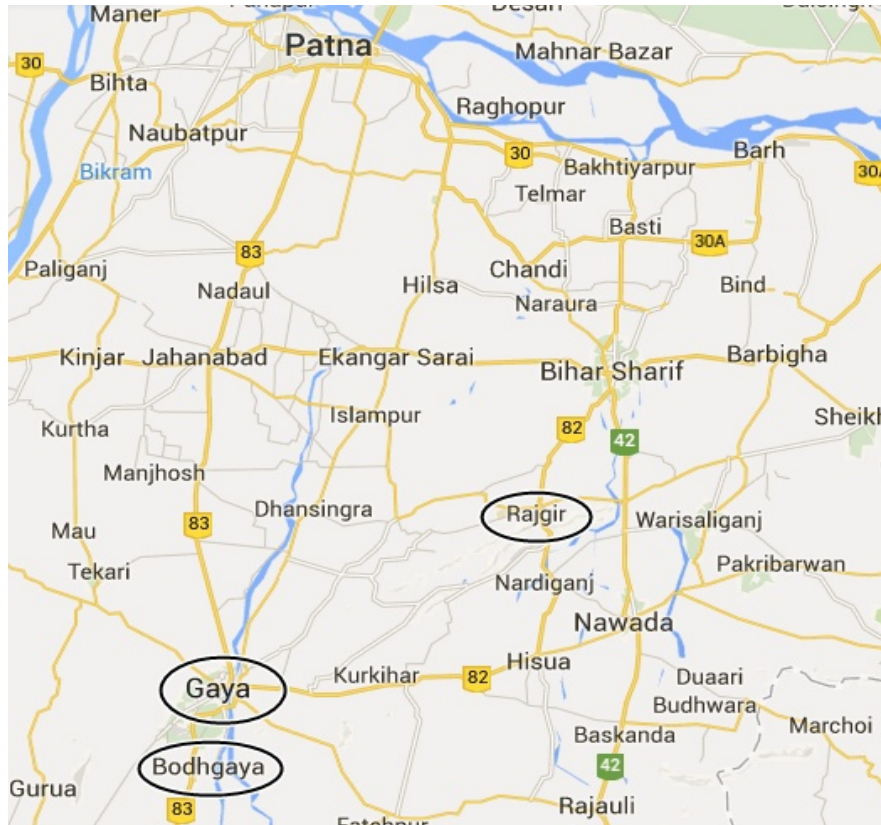 Maner
Desari
30
Patna
Mahnar Bazar
Bihta
Raghopur
Naubatpur
30
Bakhtiyarpur
Barh
Bikram
Telmar
30A
Basti
83
30A
Paliganj
Chandi
Nadaul
Hilsa
Bind
Naraura
Kinjar
Jahanabad
Ekangar Sarai
Barbigha
Bihar Sharif
Islampur
Kurtha
82
42
Sheikh
Manjhosh
Dhansingra
Rajgir
83
Warisaliganj
Mau
Tekari
Pakribarwan
Nardiganj
Nawada
Hisua
Kurkihar
82
Duaari
Gaya
Budhwara
Marchoi
Baskanda
Bodhgaya
42
Gurua
83
Rajauli